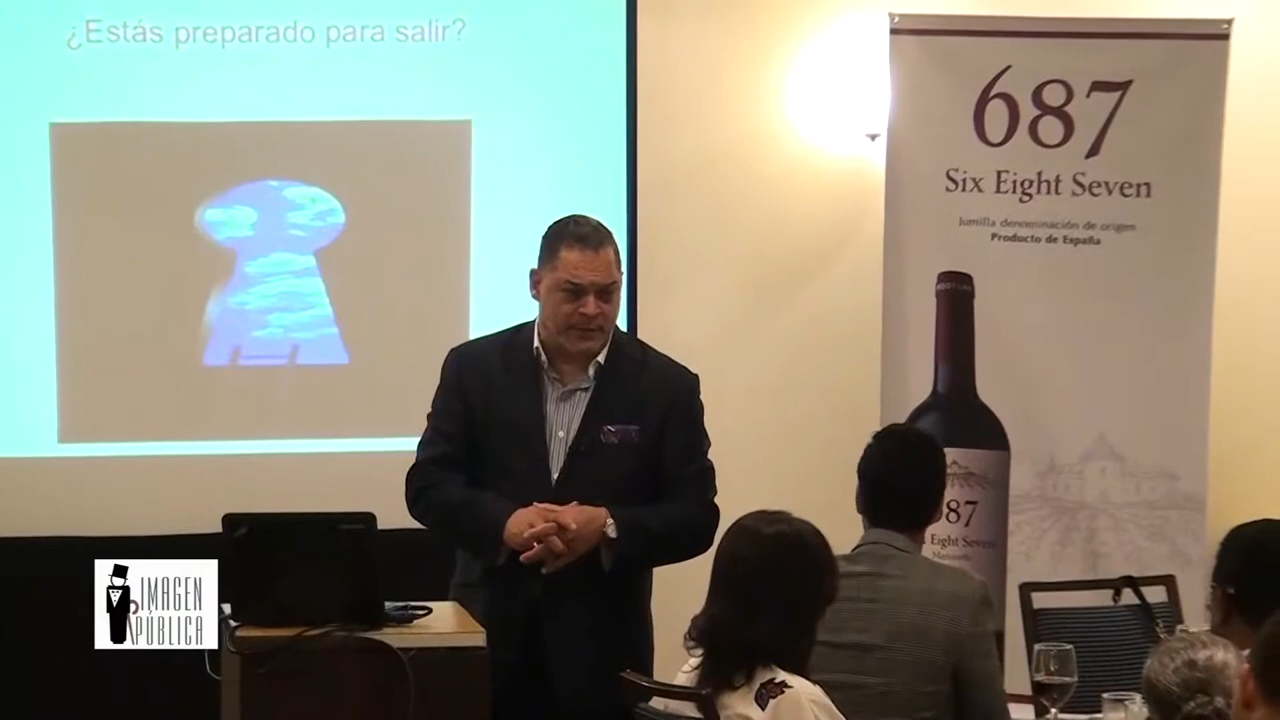 ¿Estás preparado para salir?
687
Six Eight Seven
Jumilla denominación de origen
Producto de España
87
Eight Seven
IMAGEN
PÚBLICA